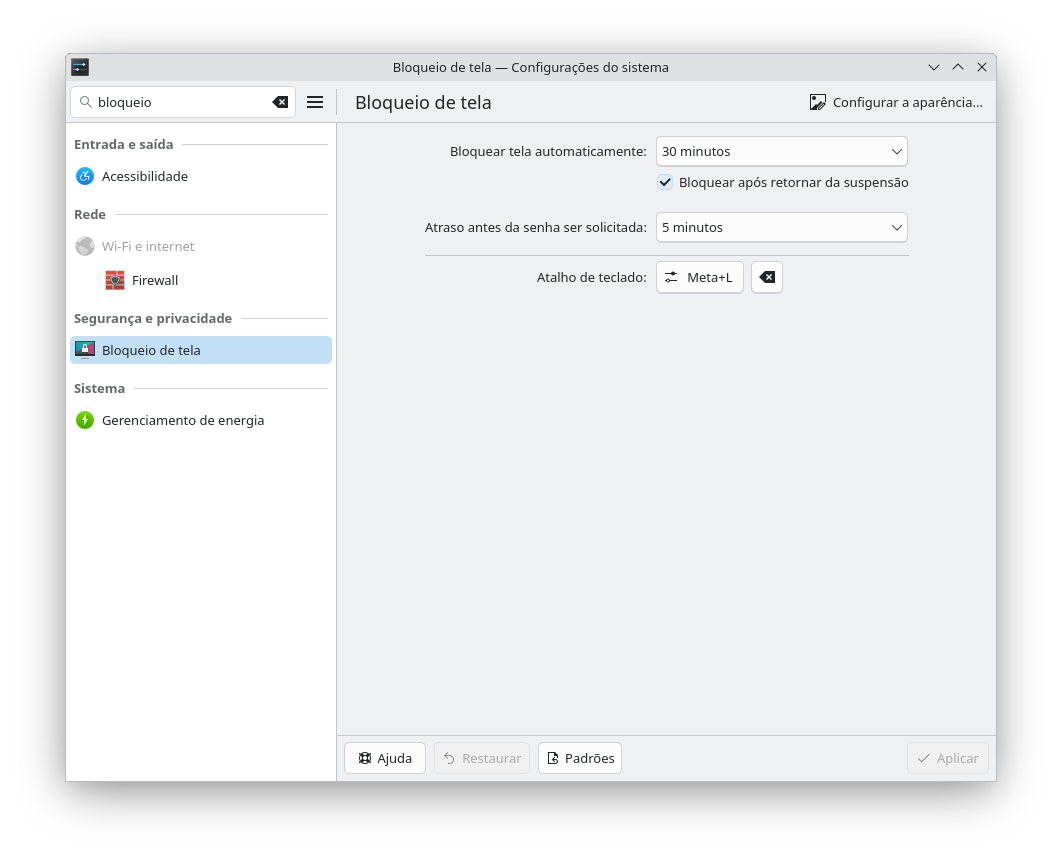 Bloqueio de tela — Configurações do sistema
bloqueio
Bloqueio de tela
Configurar a aparência...
Entrada e saída
Acessibilidade
Rede
Wi-Fi e internet
Firewall
Segurança e privacidade
Bloqueio de tela
Sistema
Gerenciamento de energia
Bloquear tela automaticamente: 30 minutos
Bloquear após retornar da suspensão
Atraso antes da senha ser solicitada: 5 minutos
Atalho de teclado: Meta+L
Ajuda Restaurar Padrões Aplicar